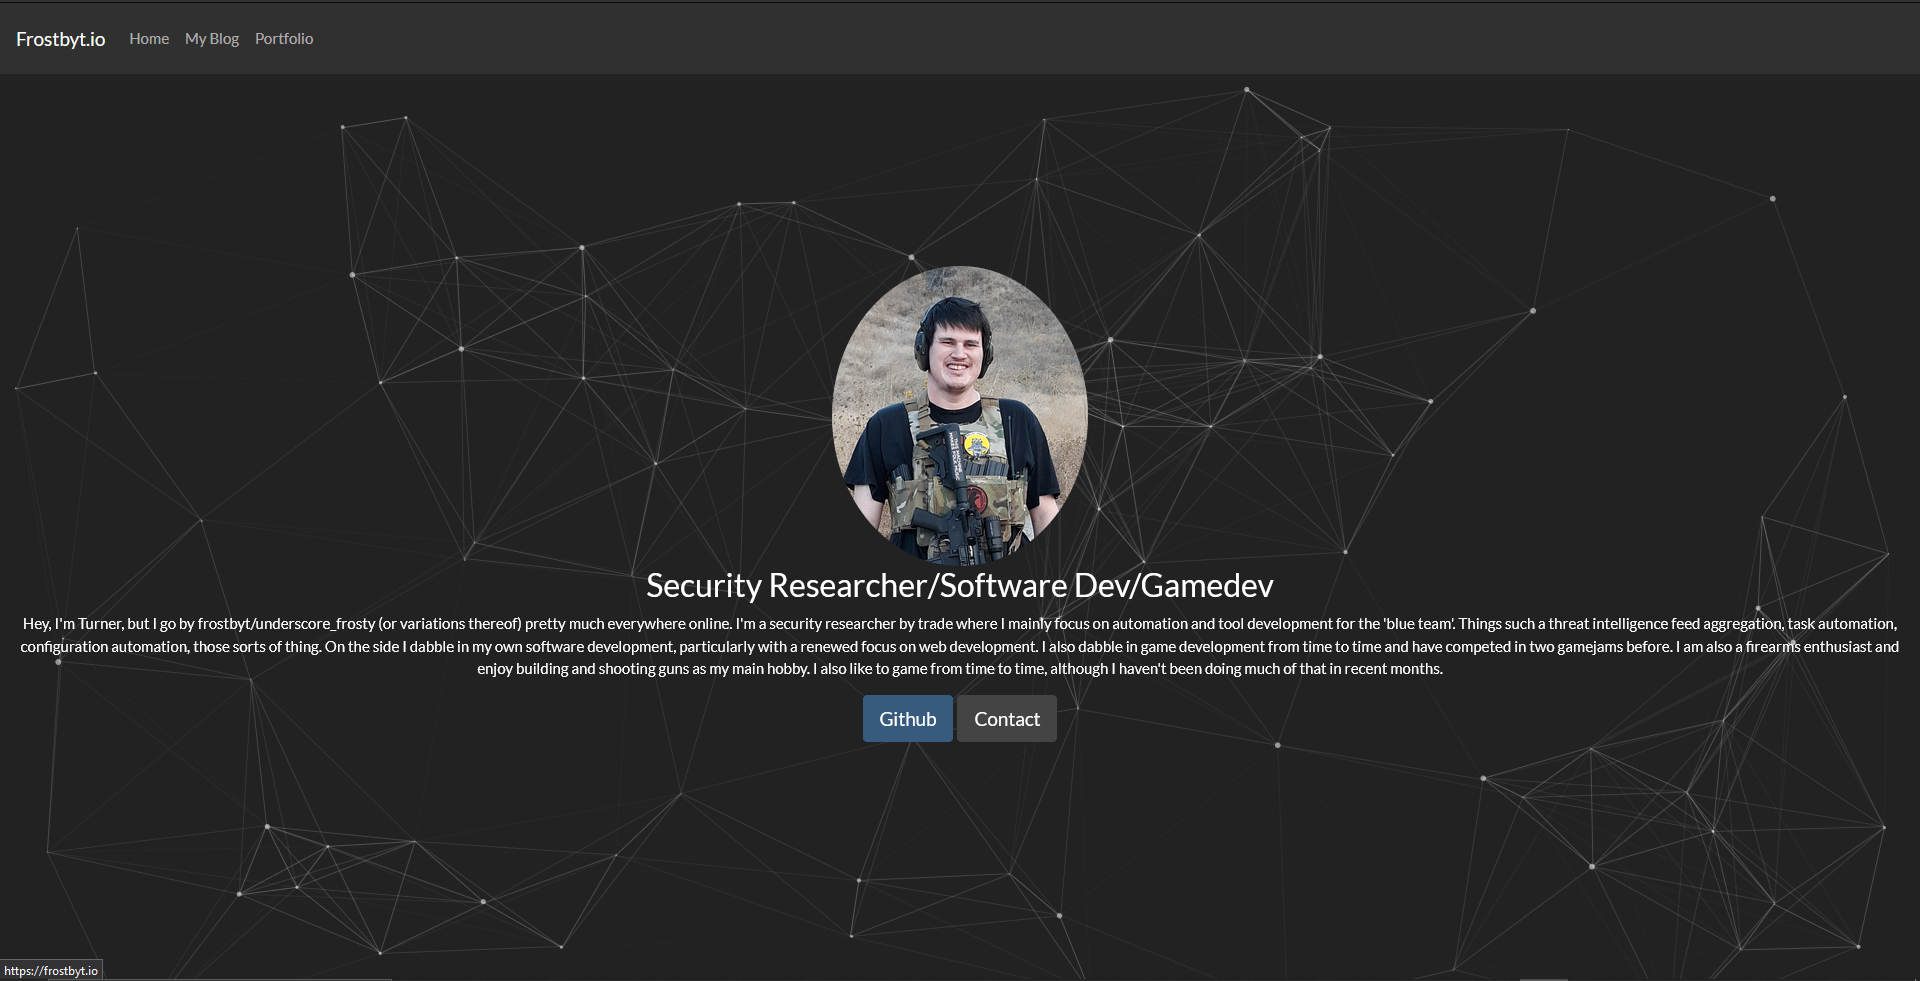 Frostbyt.io Home My Blog Portfolio
Security Researcher/Software Dev/Gamedev
Hey, I'm Turner, but I go by frostbyt/underscore_frosty (or variations thereof) pretty much everywhere online. I'm a security researcher by trade where I mainly focus on automation and tool development for the 'blue team'. Things such a threat intelligence feed aggregation, task automation,
configuration automation, those sorts of thing. On the side I dabble in my own software development, particularly with a renewed focus on web development. I also dabble in game development from time to time and have competed in two gamejams before. I am also a firearms enthusiast and
enjoy building and shooting guns as my main hobby. I also like to game from time to time, although I haven't been doing much of that in recent months.
Github Contact
https://frostbyt.io